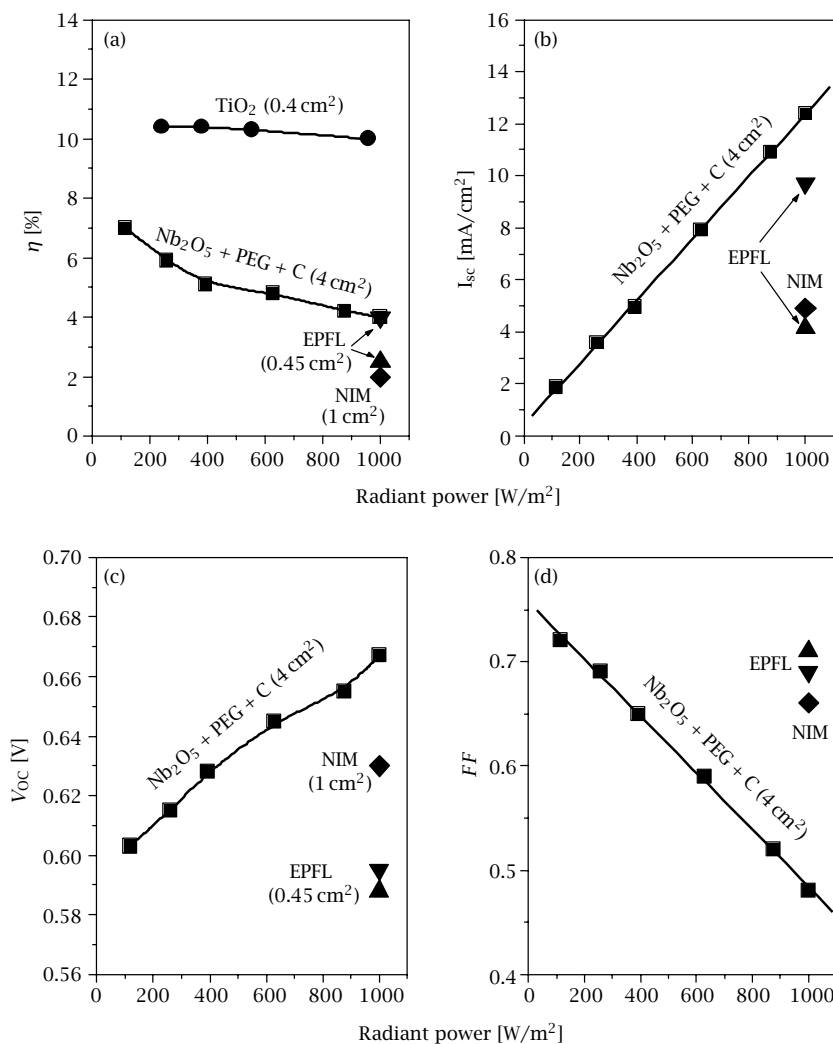 (a)
14
12
10
8
6
4
2
0
η [%]
TiO₂ (0.4 cm²)
Nb₂O₅ + PEG + C (4 cm²)
EPFL
(0.45 cm²)
NIM
(1 cm²)
0 200 400 600 800 1000
(b)
16
14
12
10
8
6
4
2
0
Isc [mA/cm²]
Nb₂O₅ + PEG + C (4 cm²)
EPFL
NIM
0 200 400 600 800 1000
Radiant power [W/m²]
(c)
0.70
0.68
0.66
0.64
0.62
0.60
0.58
0.56
VOC [V]
Nb₂O₅ + PEG + C (4 cm²)
NIM
(1 cm²)
EPFL
(0.45 cm²)
0 200 400 600 800 1000
(d)
0.8
0.7
0.6
0.5
0.4
FF
EPFL
NIM
Nb₂O₅ + PEG + C (4 cm²)
0 200 400 600 800 1000
Radiant power [W/m²]